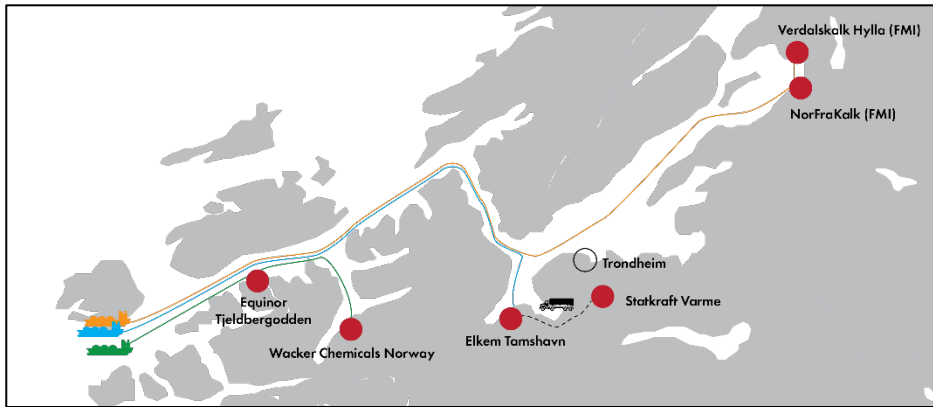 Verdalskalk Hylla (FMI)
NorFraKalk (FMI)
Trondheim
Statkraft Varme
Equinor
Tjeldbergodden
Elkem Tamshavn
Wacker Chemicals Norway